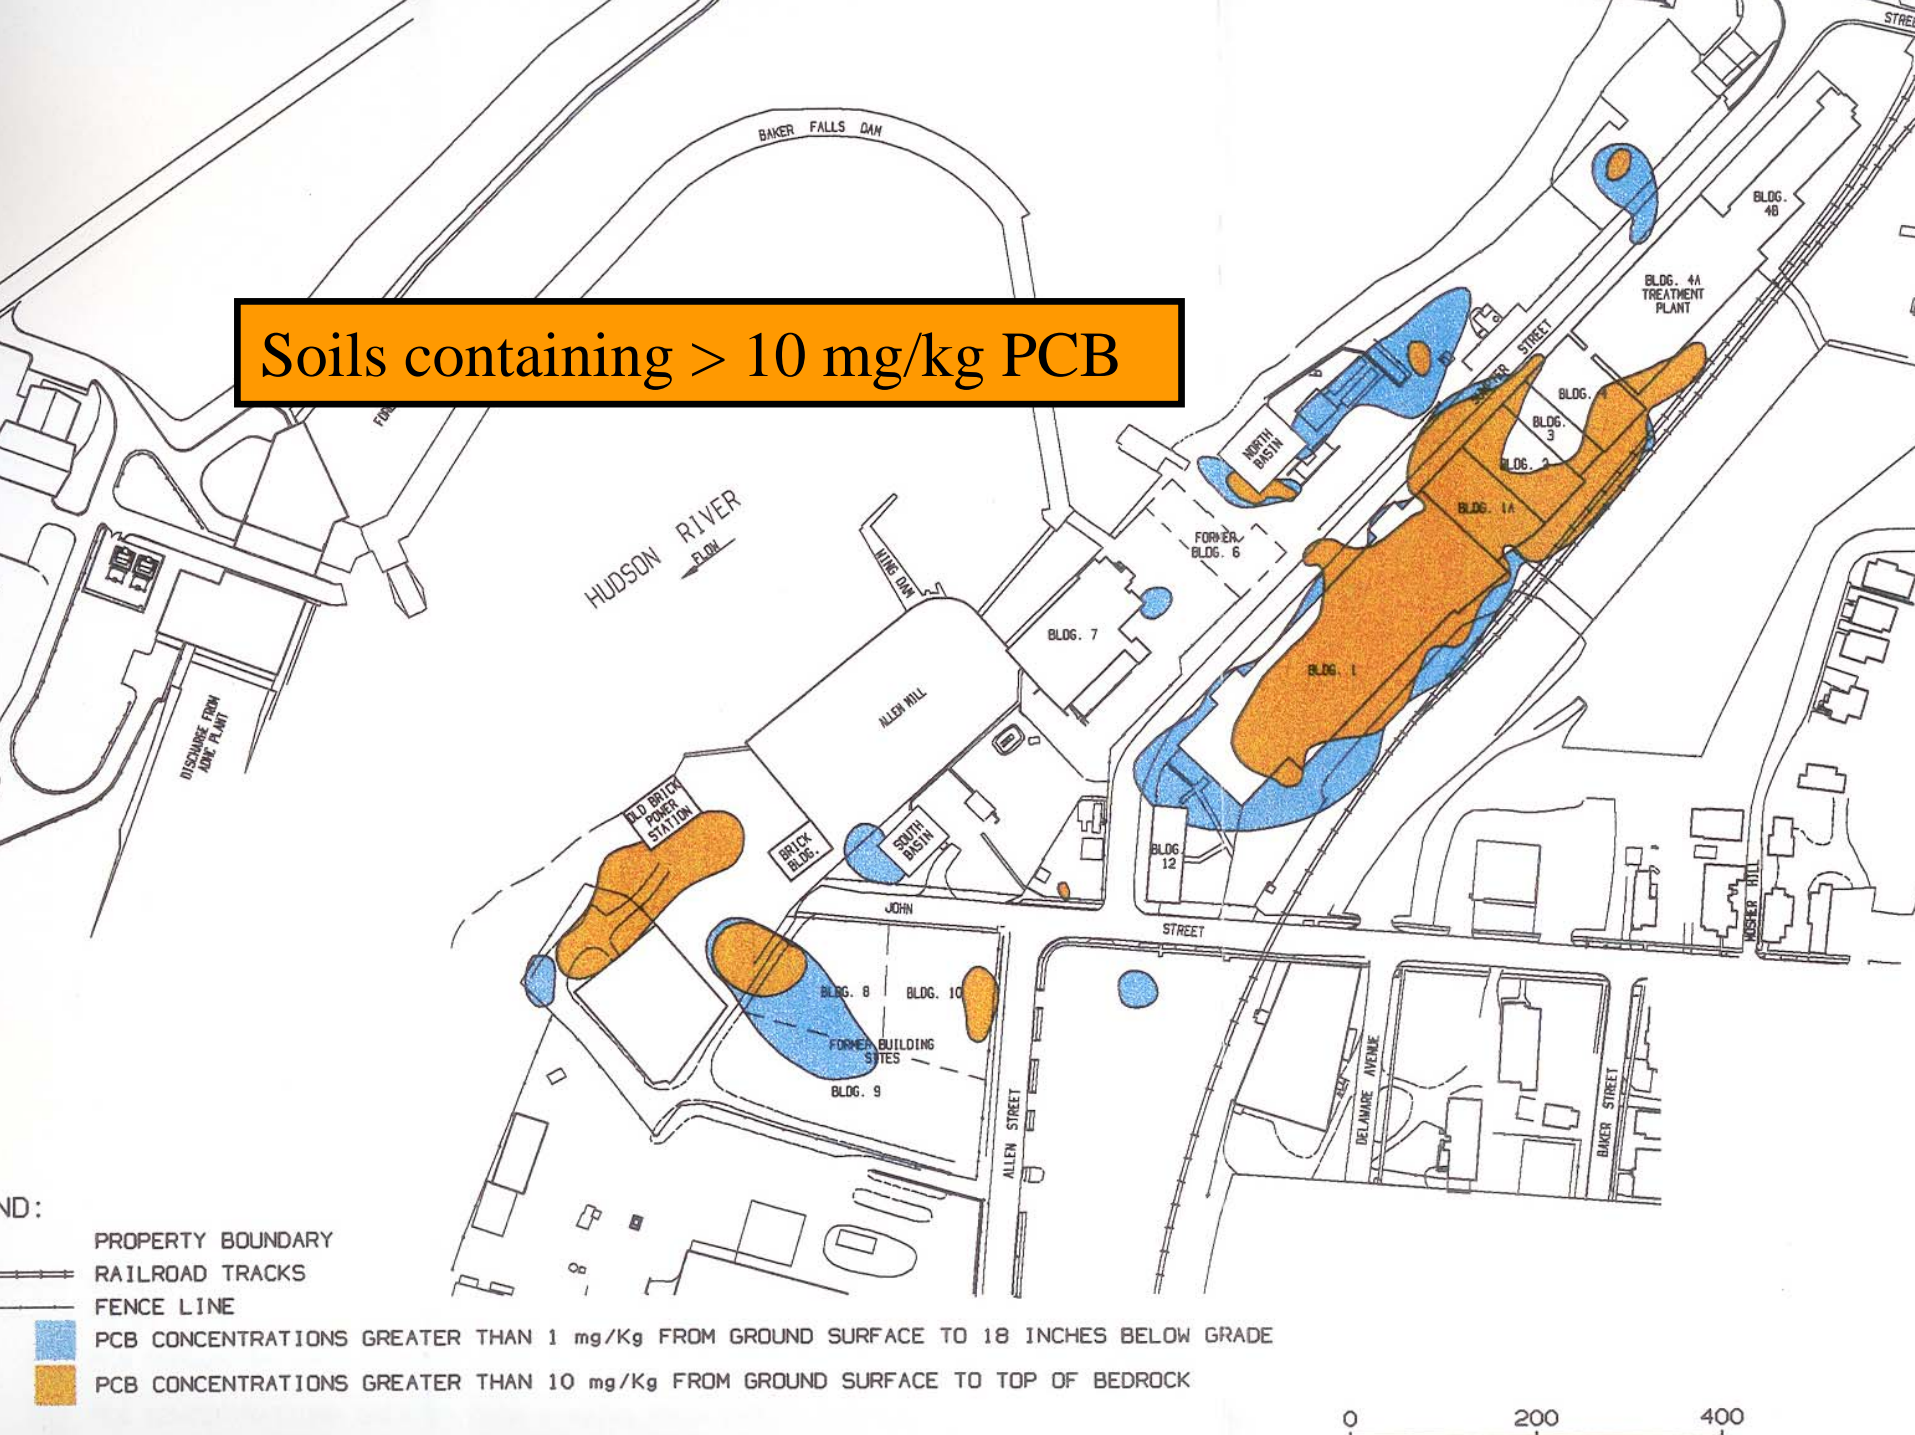 STREE
BAKER FALLS DAM
BLDG.
4B
BLDG. 4A
TREATMENT
PLANT
Soils containing > 10 mg/kg PCB
STREET
BLDG.
BLDG.
3
BLDG. 2
NORTH
BASIN
BLDG. 1A
HUDSON RIVER
FLOW
WING DAM
FORMER
BLDG. 6
BLDG. 7
BLDG. 1
ALLEN MILL
DISCHARGE FROM
ADHC PLANT
OLD BRICK
POWER
STATION
BRICK
BLDG.
SOUTH
BASIN
BLDG
12
JOHN
STREET
MOSHER HILL
BLDG. 8
BLDG. 10
FORMER BUILDING
SITES
BLDG. 9
ALLEN STREET
DELAWARE AVENUE
BAKER STREET
ND:
PROPERTY BOUNDARY
RAILROAD TRACKS
FENCE LINE
PCB CONCENTRATIONS GREATER THAN 1 mg/Kg FROM GROUND SURFACE TO 18 INCHES BELOW GRADE
PCB CONCENTRATIONS GREATER THAN 10 mg/Kg FROM GROUND SURFACE TO TOP OF BEDROCK
0 200 400